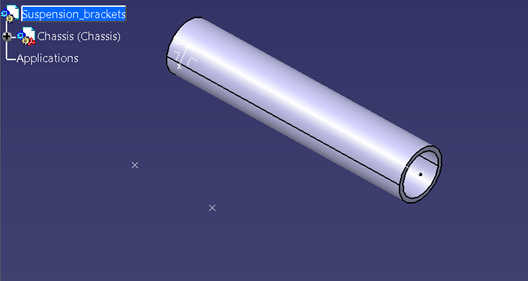 Suspension_brackets
Chassis (Chassis)
Applications